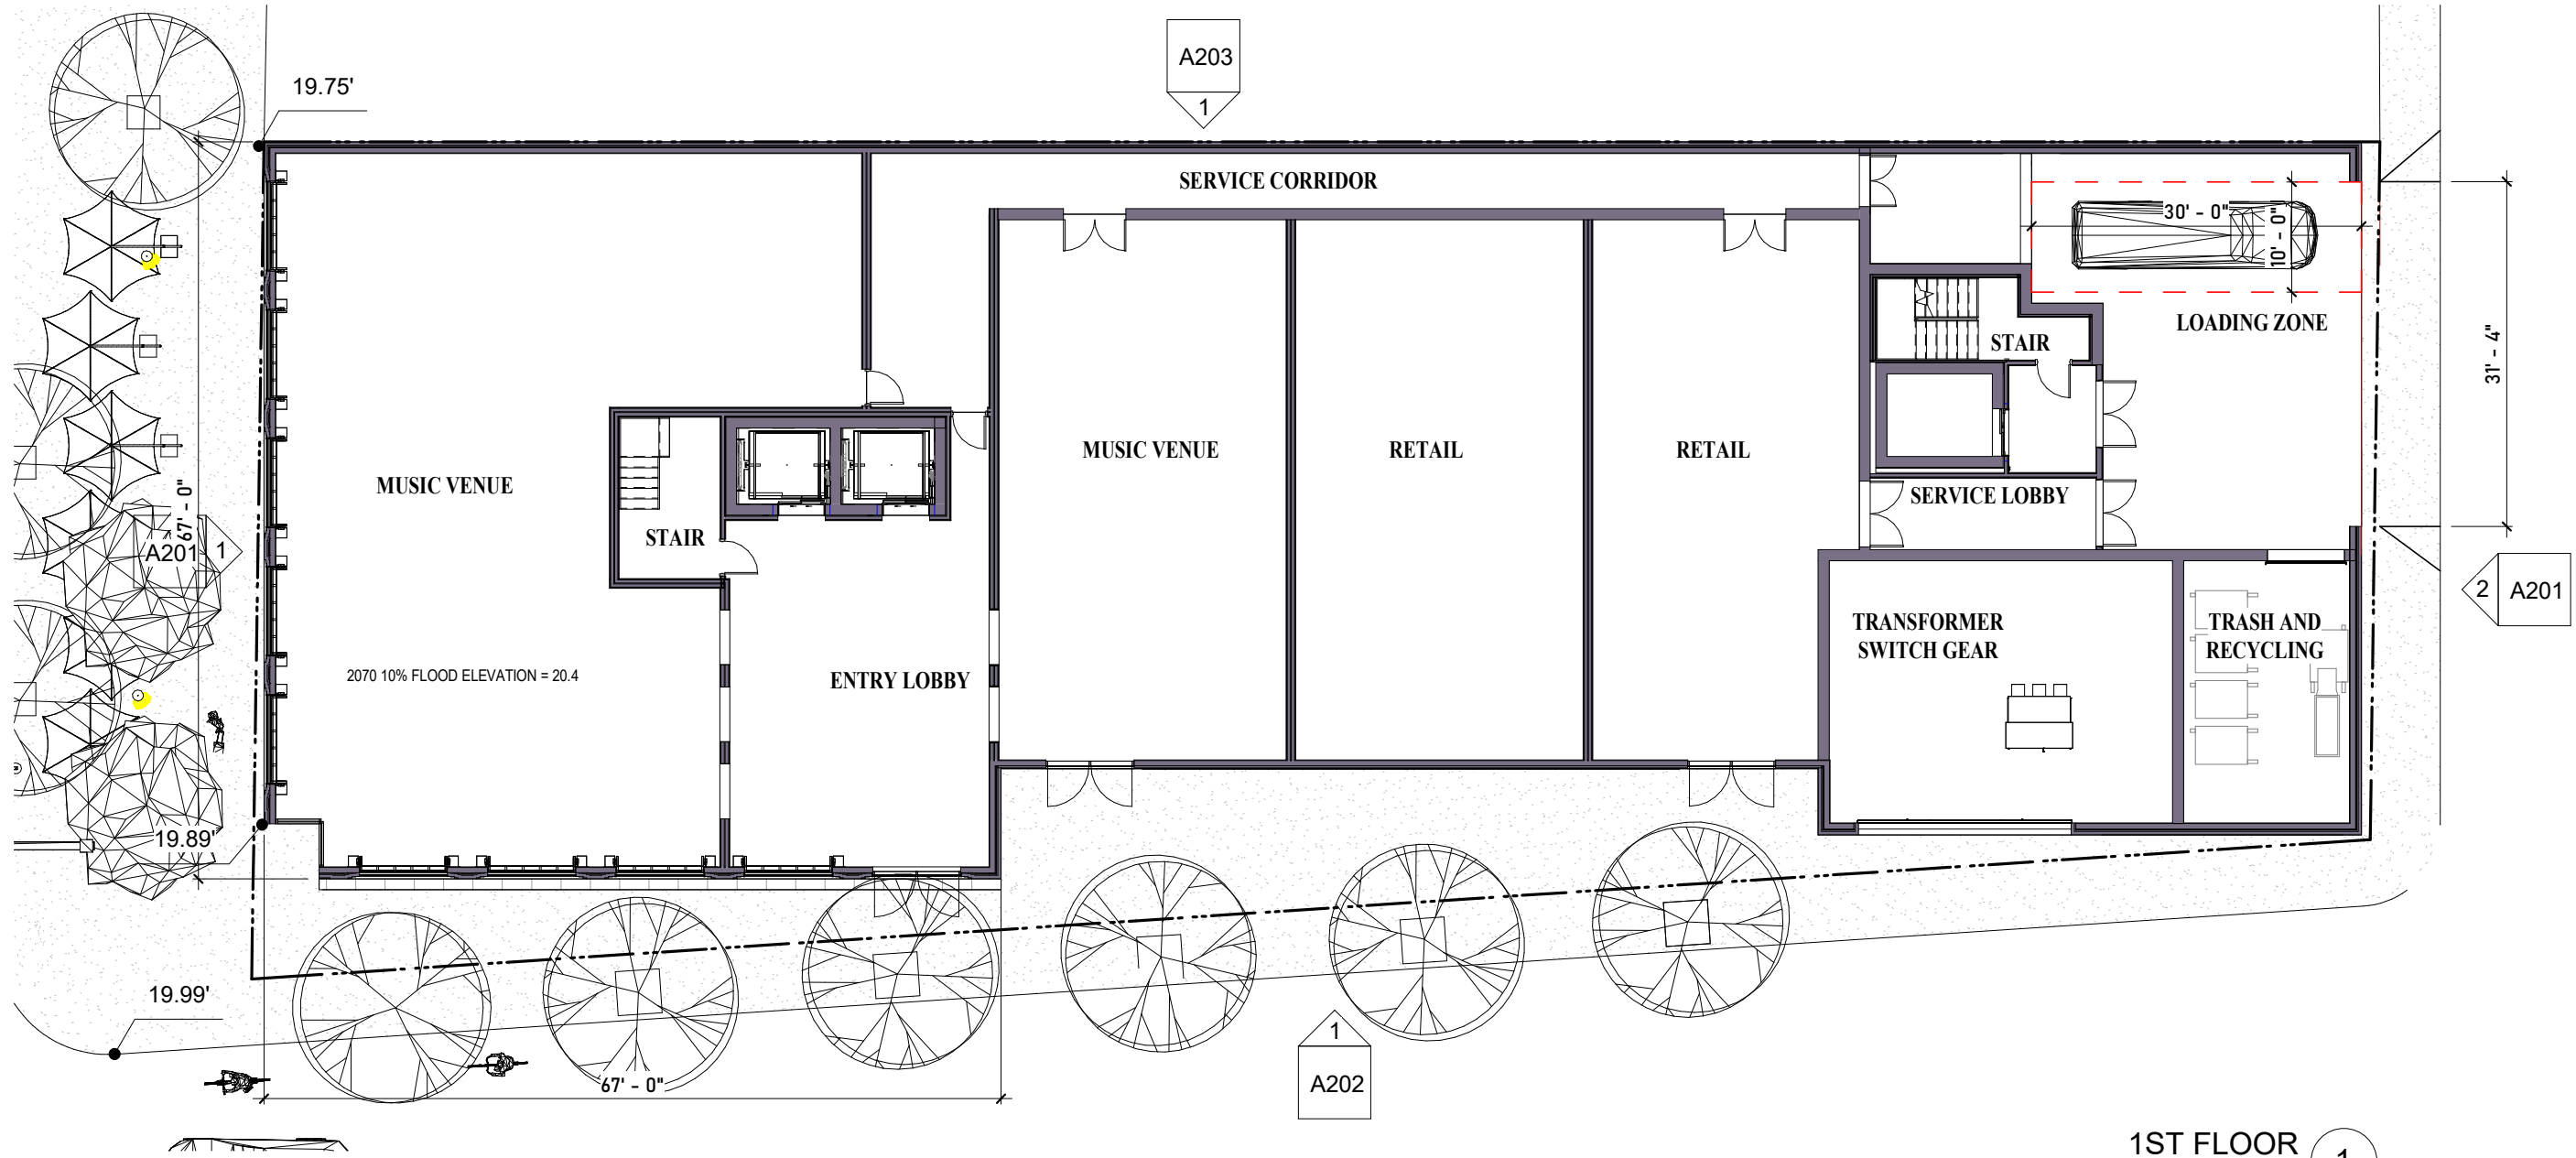 A203
1
19.75'
SERVICE CORRIDOR
30' - 0"
10' - 0"
LOADING ZONE
STAIR
31' - 4"
MUSIC VENUE
RETAIL
RETAIL
MUSIC VENUE
67' - 0"
SERVICE LOBBY
STAIR
A201
1
2
A201
TRANSFORMER
SWITCH GEAR
TRASH AND
RECYCLING
2070 10% FLOOD ELEVATION = 20.4
ENTRY LOBBY
19.89'
19.99'
1
A202
67' - 0"
1ST FLOOR
1